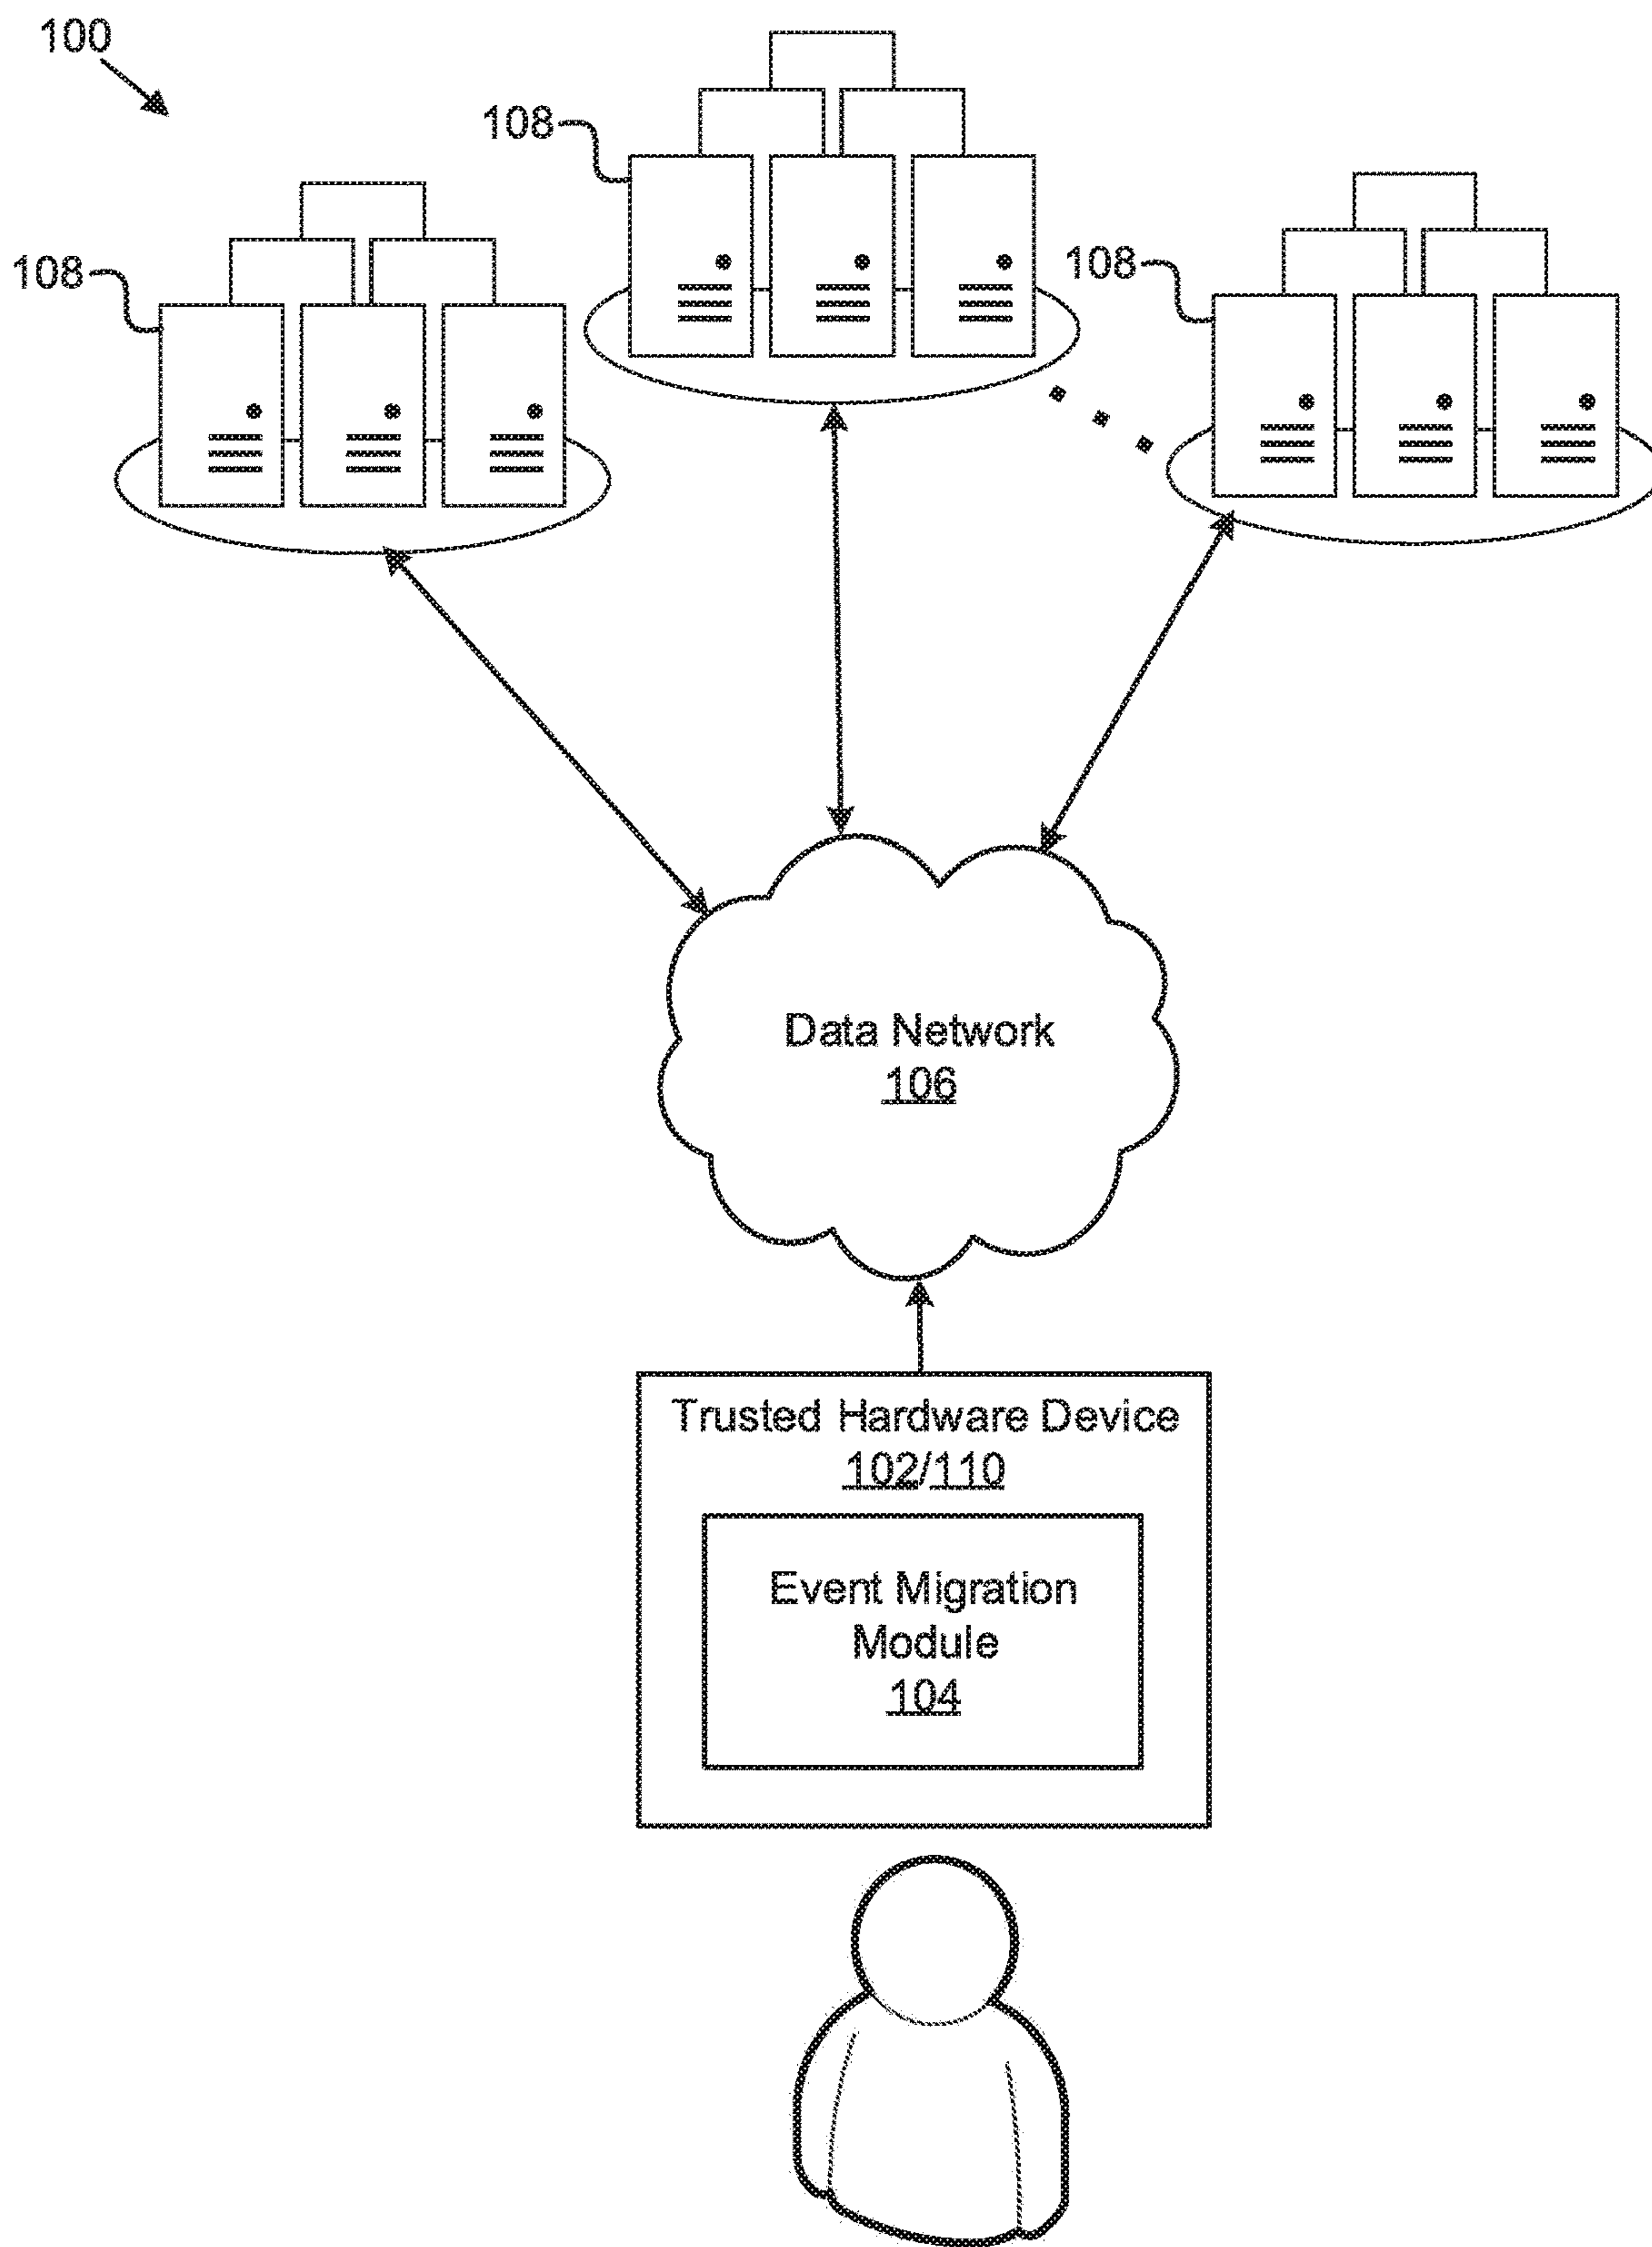 100
108
108
108
Data Network
106
Trusted Hardware Device
102/110
Event Migration
Module
104